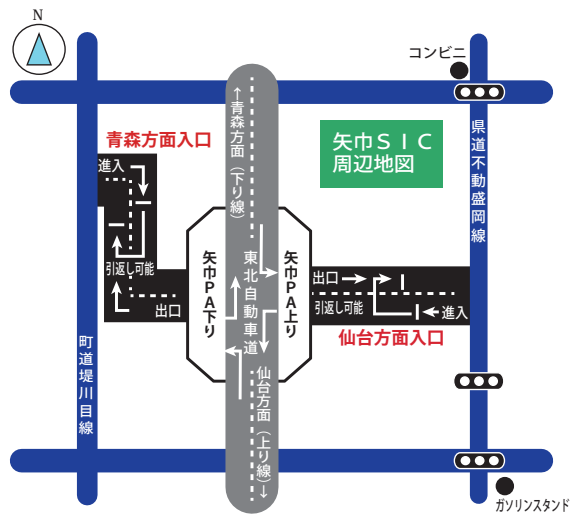 N
コンビニ
矢巾ＳＩＣ
周辺地図
青森方面入口
進入
引返し可能
出口
←青森方面（下り線）
矢巾PA下り
東北自動車道
矢巾PA上り
出口
引返し可能
進入
仙台方面入口
県道不動盛岡線
町道堤川目線
仙台方面（上り線）→
ガソリンスタンド